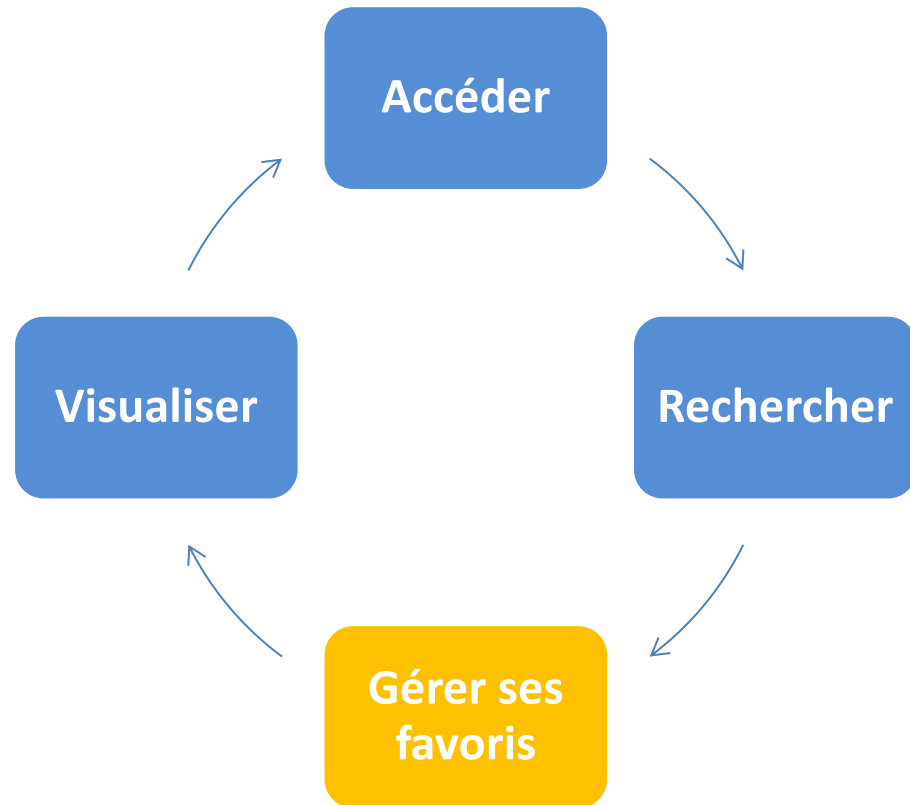 Accéder
Visualiser
Rechercher
Gérer ses
favoris